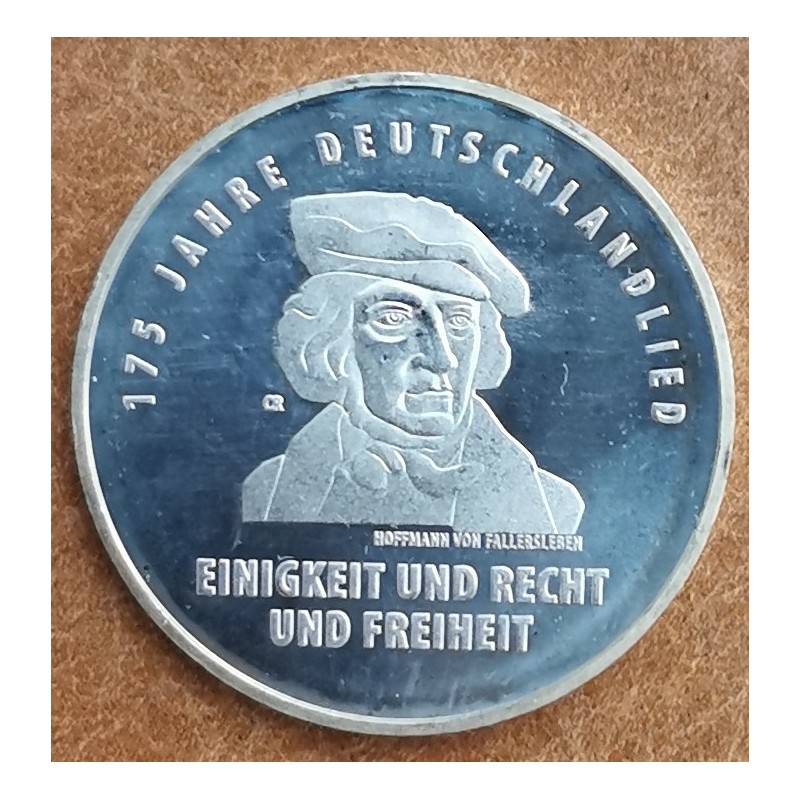 175 JAHRE DEUTSCHLANDLIED
HOFFMANN VON FALLERSLEBEN
EINIGKEIT UND RECHT
UND FREIHEIT